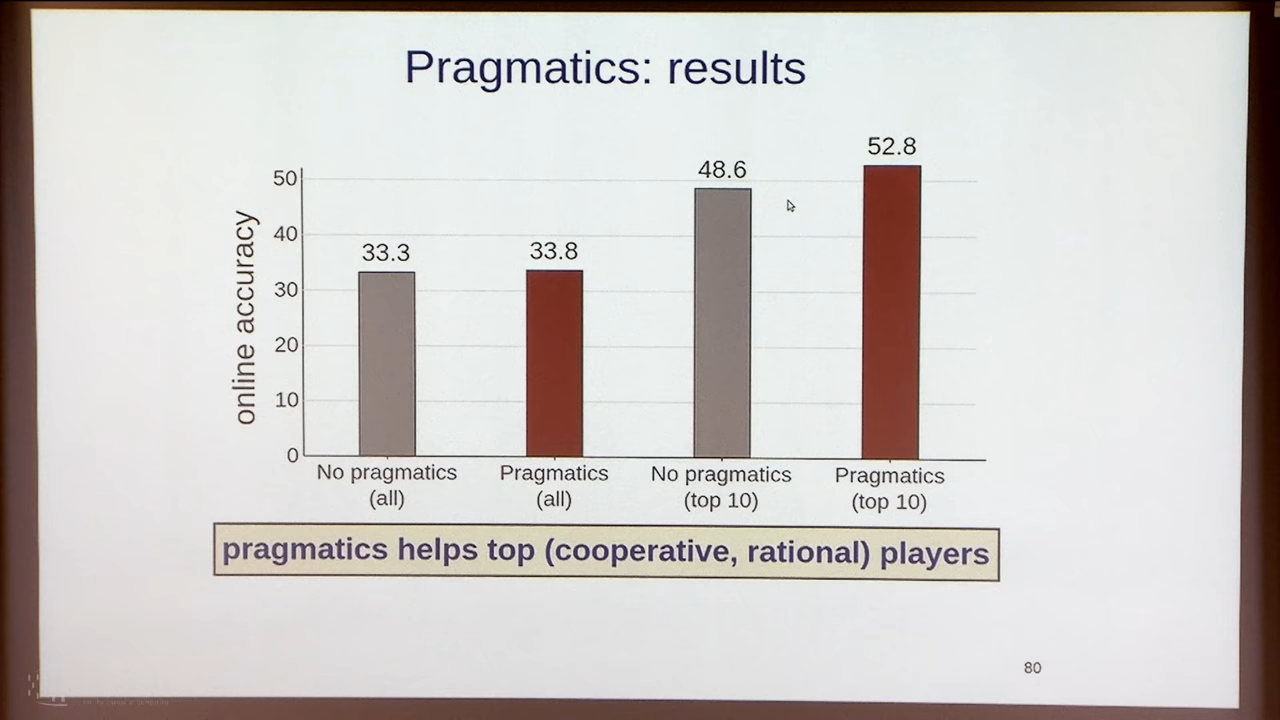 Pragmatics: results
52.8
48.6
50
40
33.3
33.8
30
20
10
0
online accuracy
No pragmatics
(all)
Pragmatics
(all)
No pragmatics
(top 10)
Pragmatics
(top 10)
pragmatics helps top (cooperative, rational) players
80